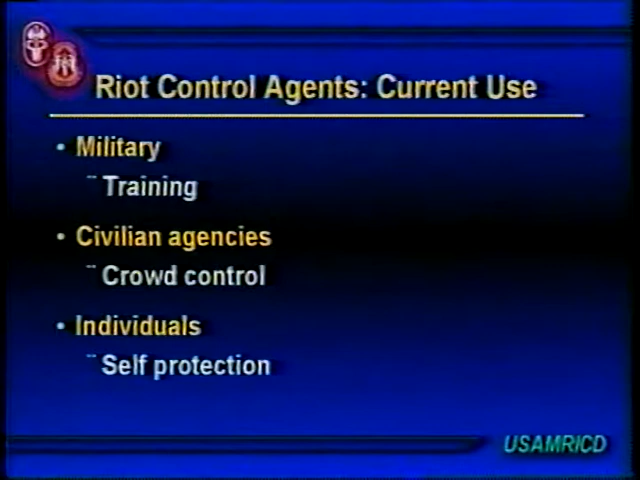 Riot Control Agents: Current Use
• Military
¨ Training
• Civilian agencies
¨ Crowd control
• Individuals
¨ Self protection
USAMRICD